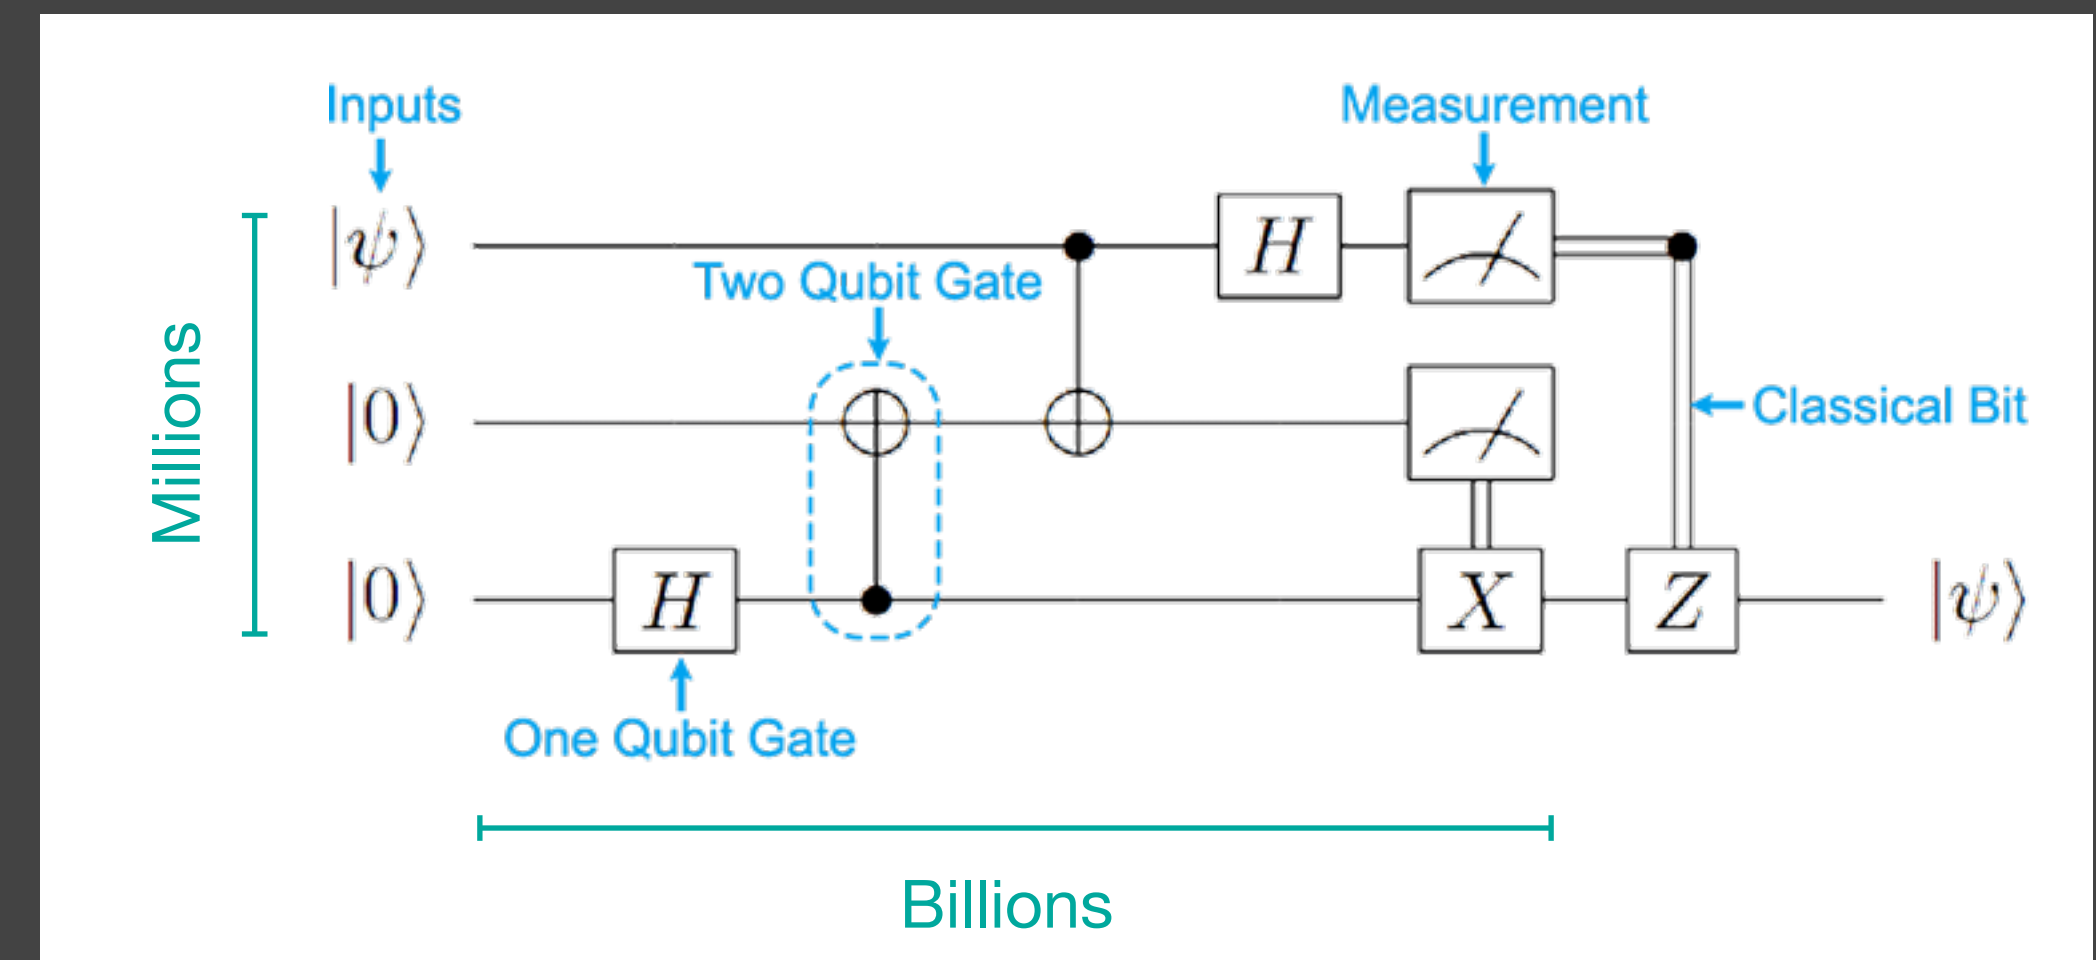 Inputs
Measurement
|ψ⟩
H
Two Qubit Gate
Millions
|0⟩
Classical Bit
|0⟩
H
X
Z
|ψ⟩
One Qubit Gate
Billions